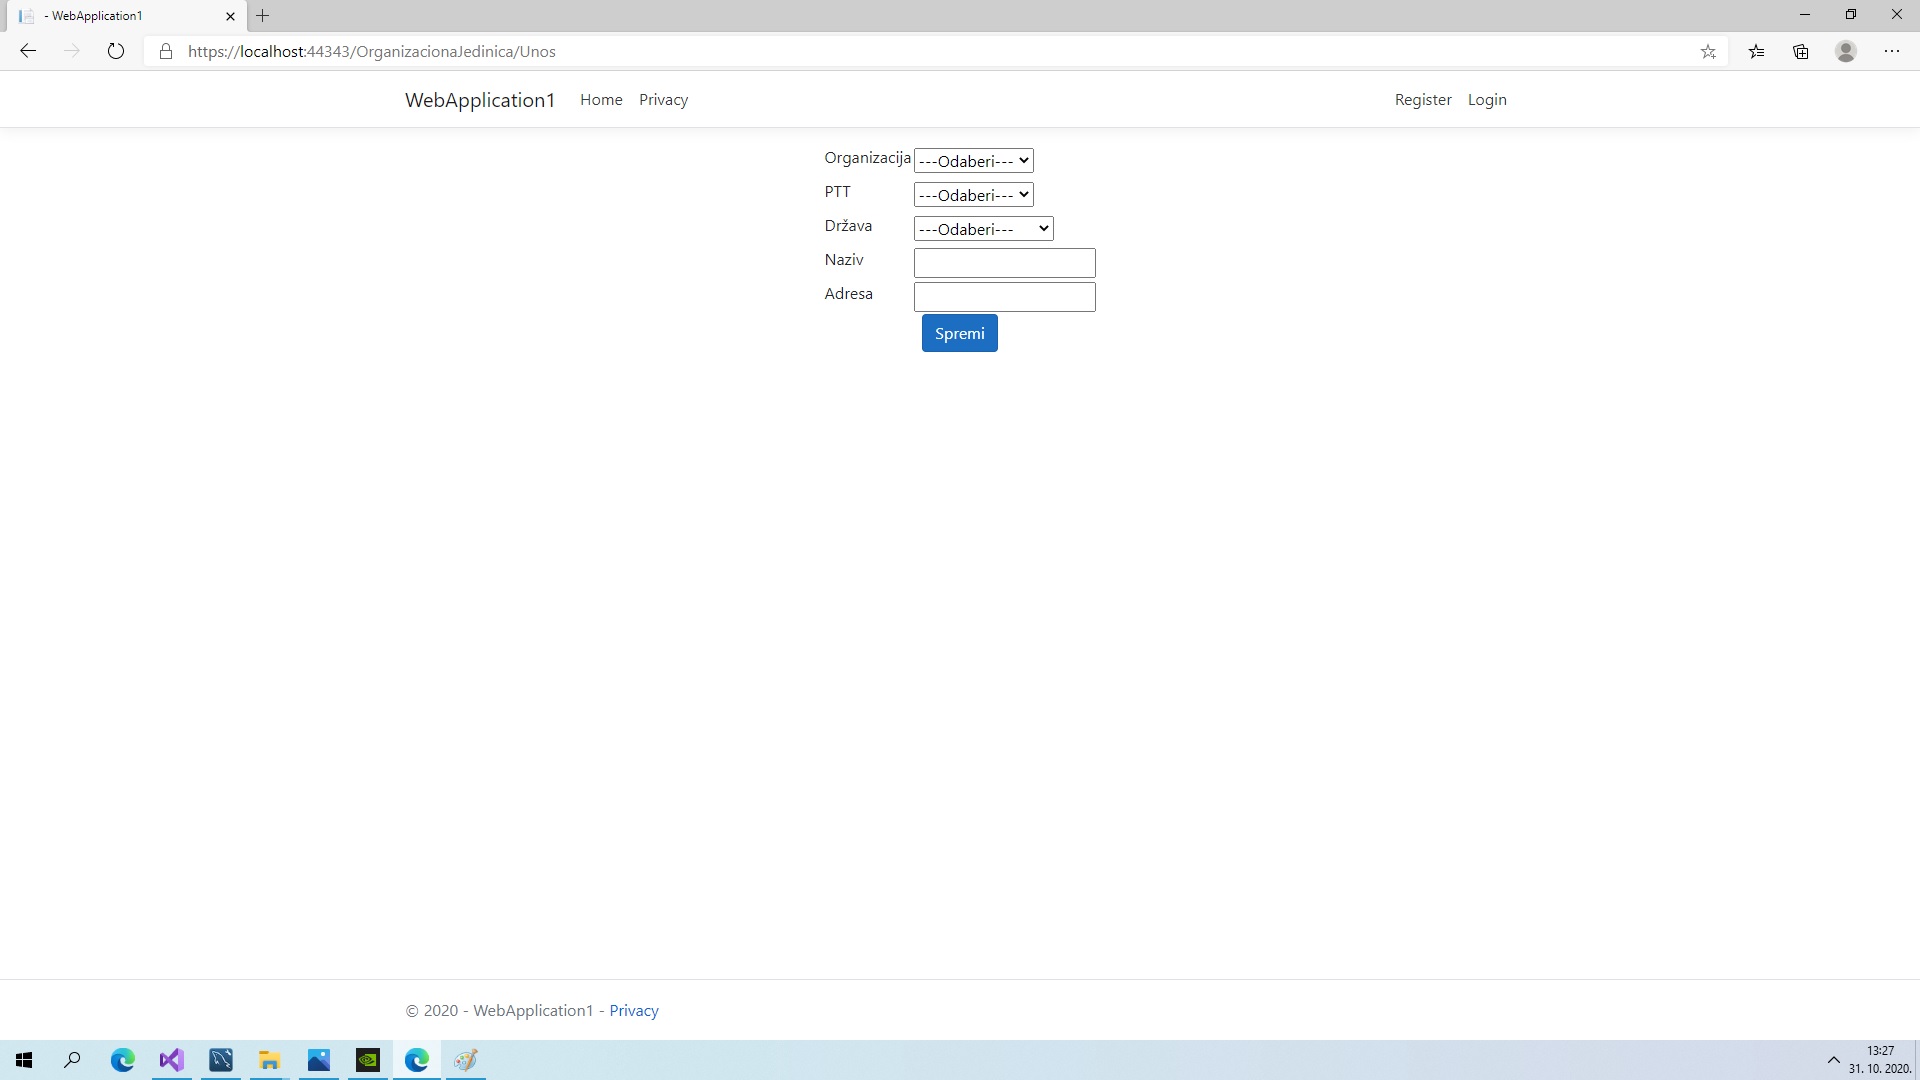 - WebApplication1
https://localhost:44343/OrganizacionaJedinica/Unos
WebApplication1 Home Privacy Register Login
Organizacija ---Odaberi---
PTT ---Odaberi---
Država ---Odaberi---
Naziv
Adresa
Spremi
© 2020 - WebApplication1 - Privacy
13:27
31. 10. 2020.